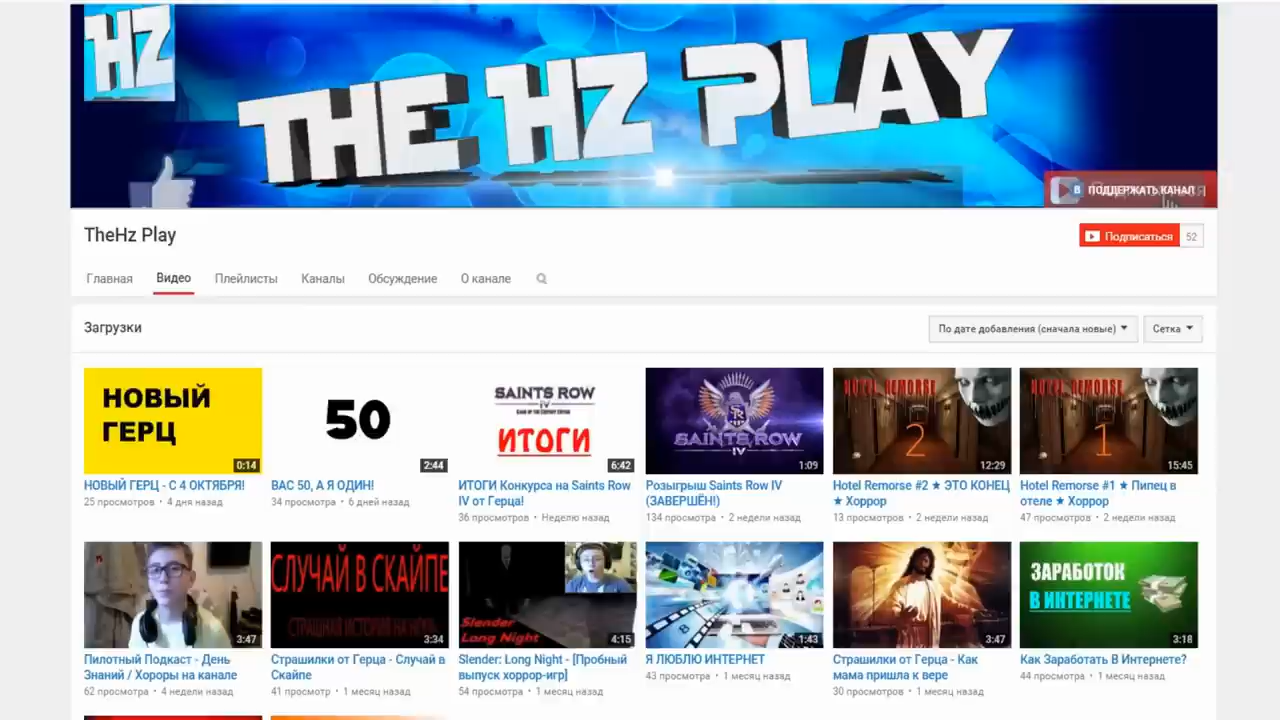 HZ
THE HZ PLAY
В ПОДДЕРЖАТЬ КАНАЛ
TheHz Play
Подписаться 52
Главная Видео Плейлисты Каналы Обсуждение О канале
Загрузки
По дате добавления (сначала новые) Сетка
НОВЫЙ
ГЕРЦ
0:14
50
2:44
SAINTS ROW
IV
ИТОГИ
6:42
SR
SAINTS ROW
IV
1:09
HOTEL REMORSE
2
12:29
HOTEL REMORSE
1
15:45
НОВЫЙ ГЕРЦ - С 4 ОКТЯБРЯ!
25 просмотров • 4 дня назад
ВАС 50, А Я ОДИН!
34 просмотра • 6 дней назад
ИТОГИ Конкурса на Saints Row
IV от Герца!
36 просмотров • Неделю назад
Розыгрыш Saints Row IV
(ЗАВЕРШЁН!)
134 просмотра • 2 недели назад
Hotel Remorse #2 ★ ЭТО КОНЕЦ
★ Хоррор
13 просмотров • 2 недели назад
Hotel Remorse #1 ★ Пипец в
отеле ★ Хоррор
47 просмотров • 2 недели назад
3:47
СЛУЧАЙ В СКАЙПЕ
СТРАШНАЯ ИСТОРИЯ НА НОЧЬ
3:34
Slender
Long Night
4:15
1:43
3:47
ЗАРАБОТОК
В ИНТЕРНЕТЕ
3:18
Пилотный Подкаст - День
Знаний / Хороры на канале
62 просмотра • 4 недели назад
Страшилки от Герца - Случай в
Скайпе
41 просмотр • 1 месяц назад
Slender: Long Night - [Пробный
выпуск хоррор-игр]
54 просмотра • 1 месяц назад
Я ЛЮБЛЮ ИНТЕРНЕТ
43 просмотра • 1 месяц назад
Страшилки от Герца - Как
мама пришла к вере
30 просмотров • 1 месяц назад
Как Заработать В Интернете?
44 просмотра • 1 месяц назад